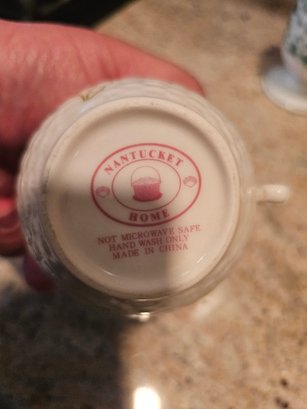 NANTUCKET
HOME
NOT MICROWAVE SAFE
HAND WASH ONLY
MADE IN CHINA